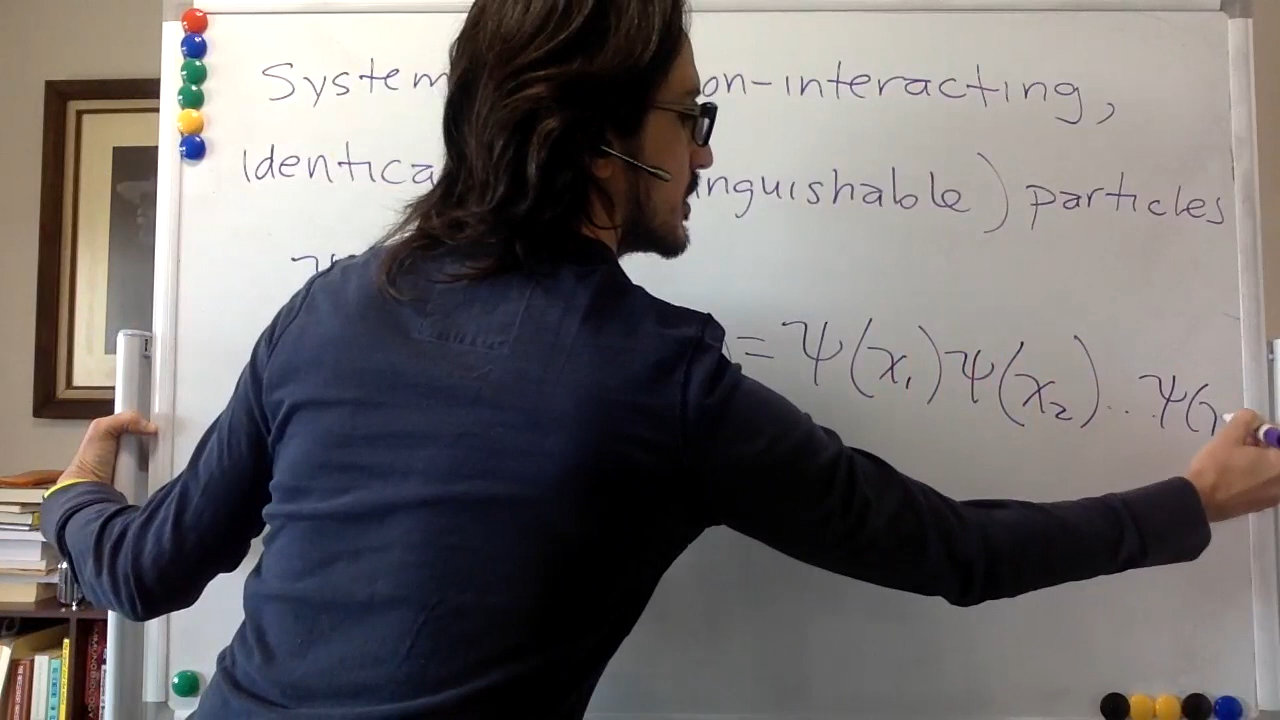 System on-interacting,
identica inguishable) particles
ψ
= ψ(x₁)ψ(x₂)...ψ(x